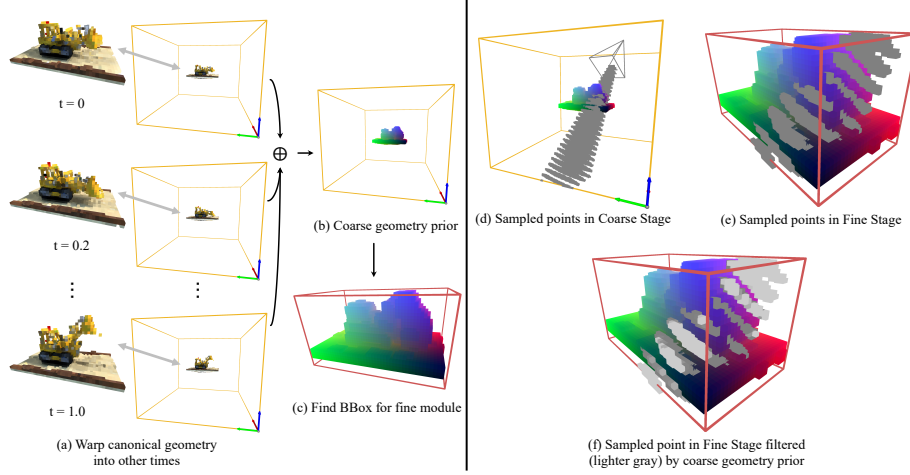 t = 0
t = 0.2
t = 1.0
(a) Warp canonical geometry
into other times
(b) Coarse geometry prior
(c) Find BBox for fine module
(d) Sampled points in Coarse Stage
(e) Sampled points in Fine Stage
(f) Sampled point in Fine Stage filtered
(lighter gray) by coarse geometry prior